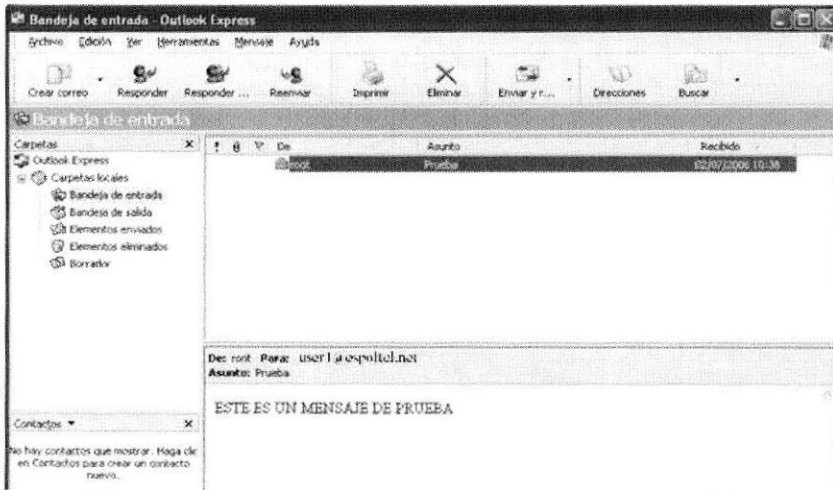 Bandeja de entrada - Outlook Express
Archivo Edición Ver Herramientas Mensaje Ayuda
Crear correo Responder Responder ... Reenviar Imprimir Eliminar Enviar y r... Direcciones Buscar
Bandeja de entrada
Carpetas
! De Asunto Recibido
Outlook Express
root Prueba 02/07/2006 10:38
Carpetas locales
Bandeja de entrada
Bandeja de salida
Elementos enviados
Elementos eliminados
Borrador
De: root Para: user1@espoltel.net
Asunto: Prueba
ESTE ES UN MENSAJE DE PRUEBA
Contactos
No hay contactos que mostrar. Haga clic
en Contactos para crear un contacto
nuevo.